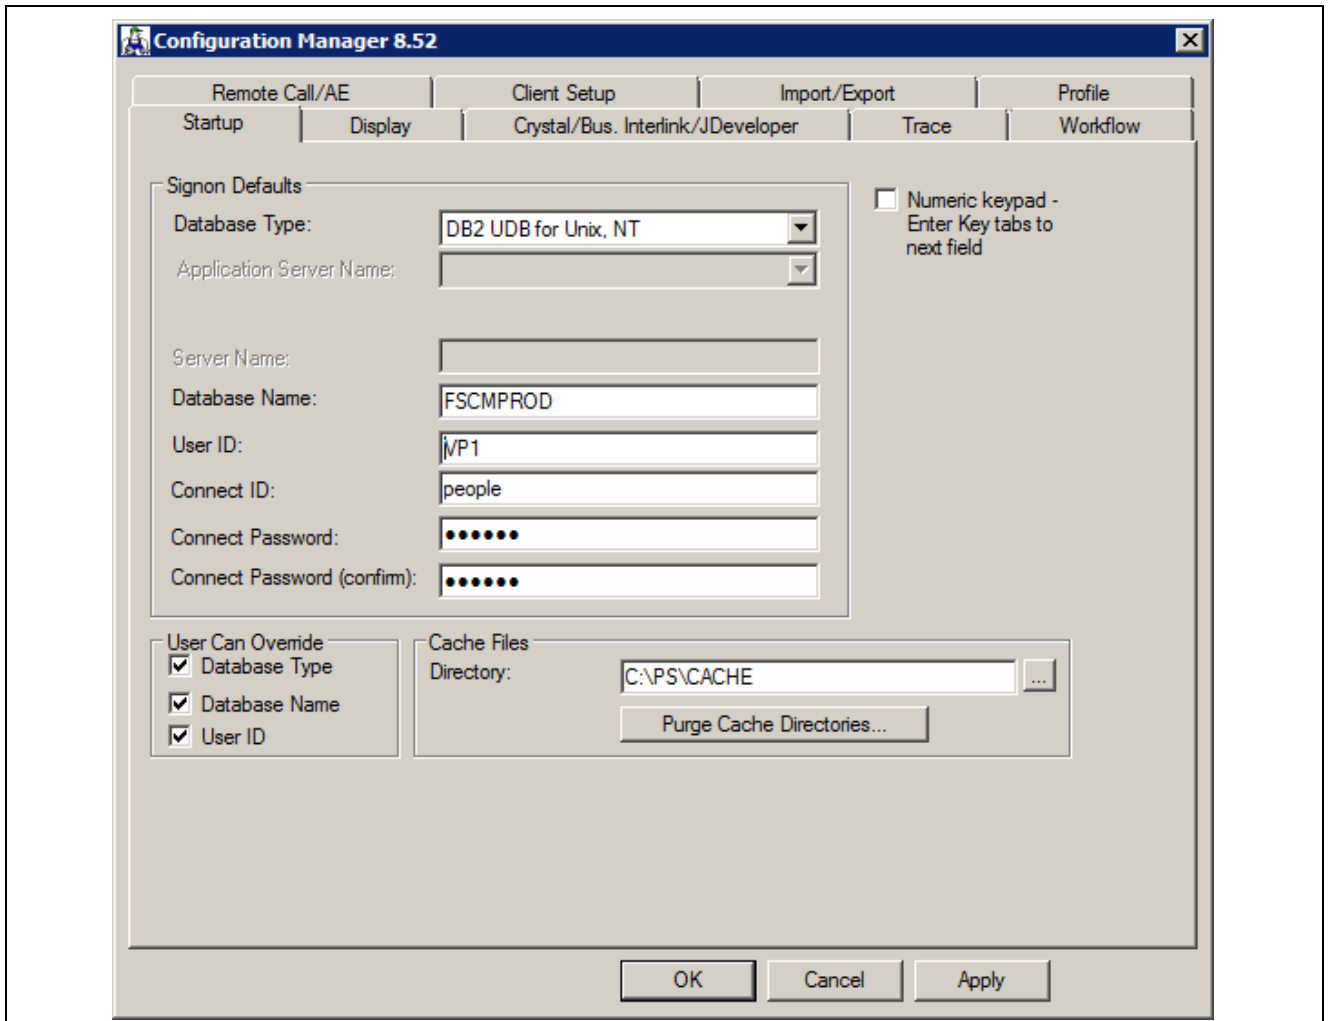 Configuration Manager 8.52
Remote Call/AE
Client Setup
Import/Export
Profile
Startup
Display
Crystal/Bus. Interlink/JDeveloper
Trace
Workflow
Signon Defaults
Database Type:
DB2 UDB for Unix, NT
Numeric keypad -
Enter Key tabs to
next field
Application Server Name:
Server Name:
Database Name:
FSCMPROD
User ID:
VP1
Connect ID:
people
Connect Password:
••••••
Connect Password (confirm):
••••••
User Can Override
Database Type
Database Name
User ID
Cache Files
Directory:
C:\PS\CACHE
...
Purge Cache Directories...
OK
Cancel
Apply